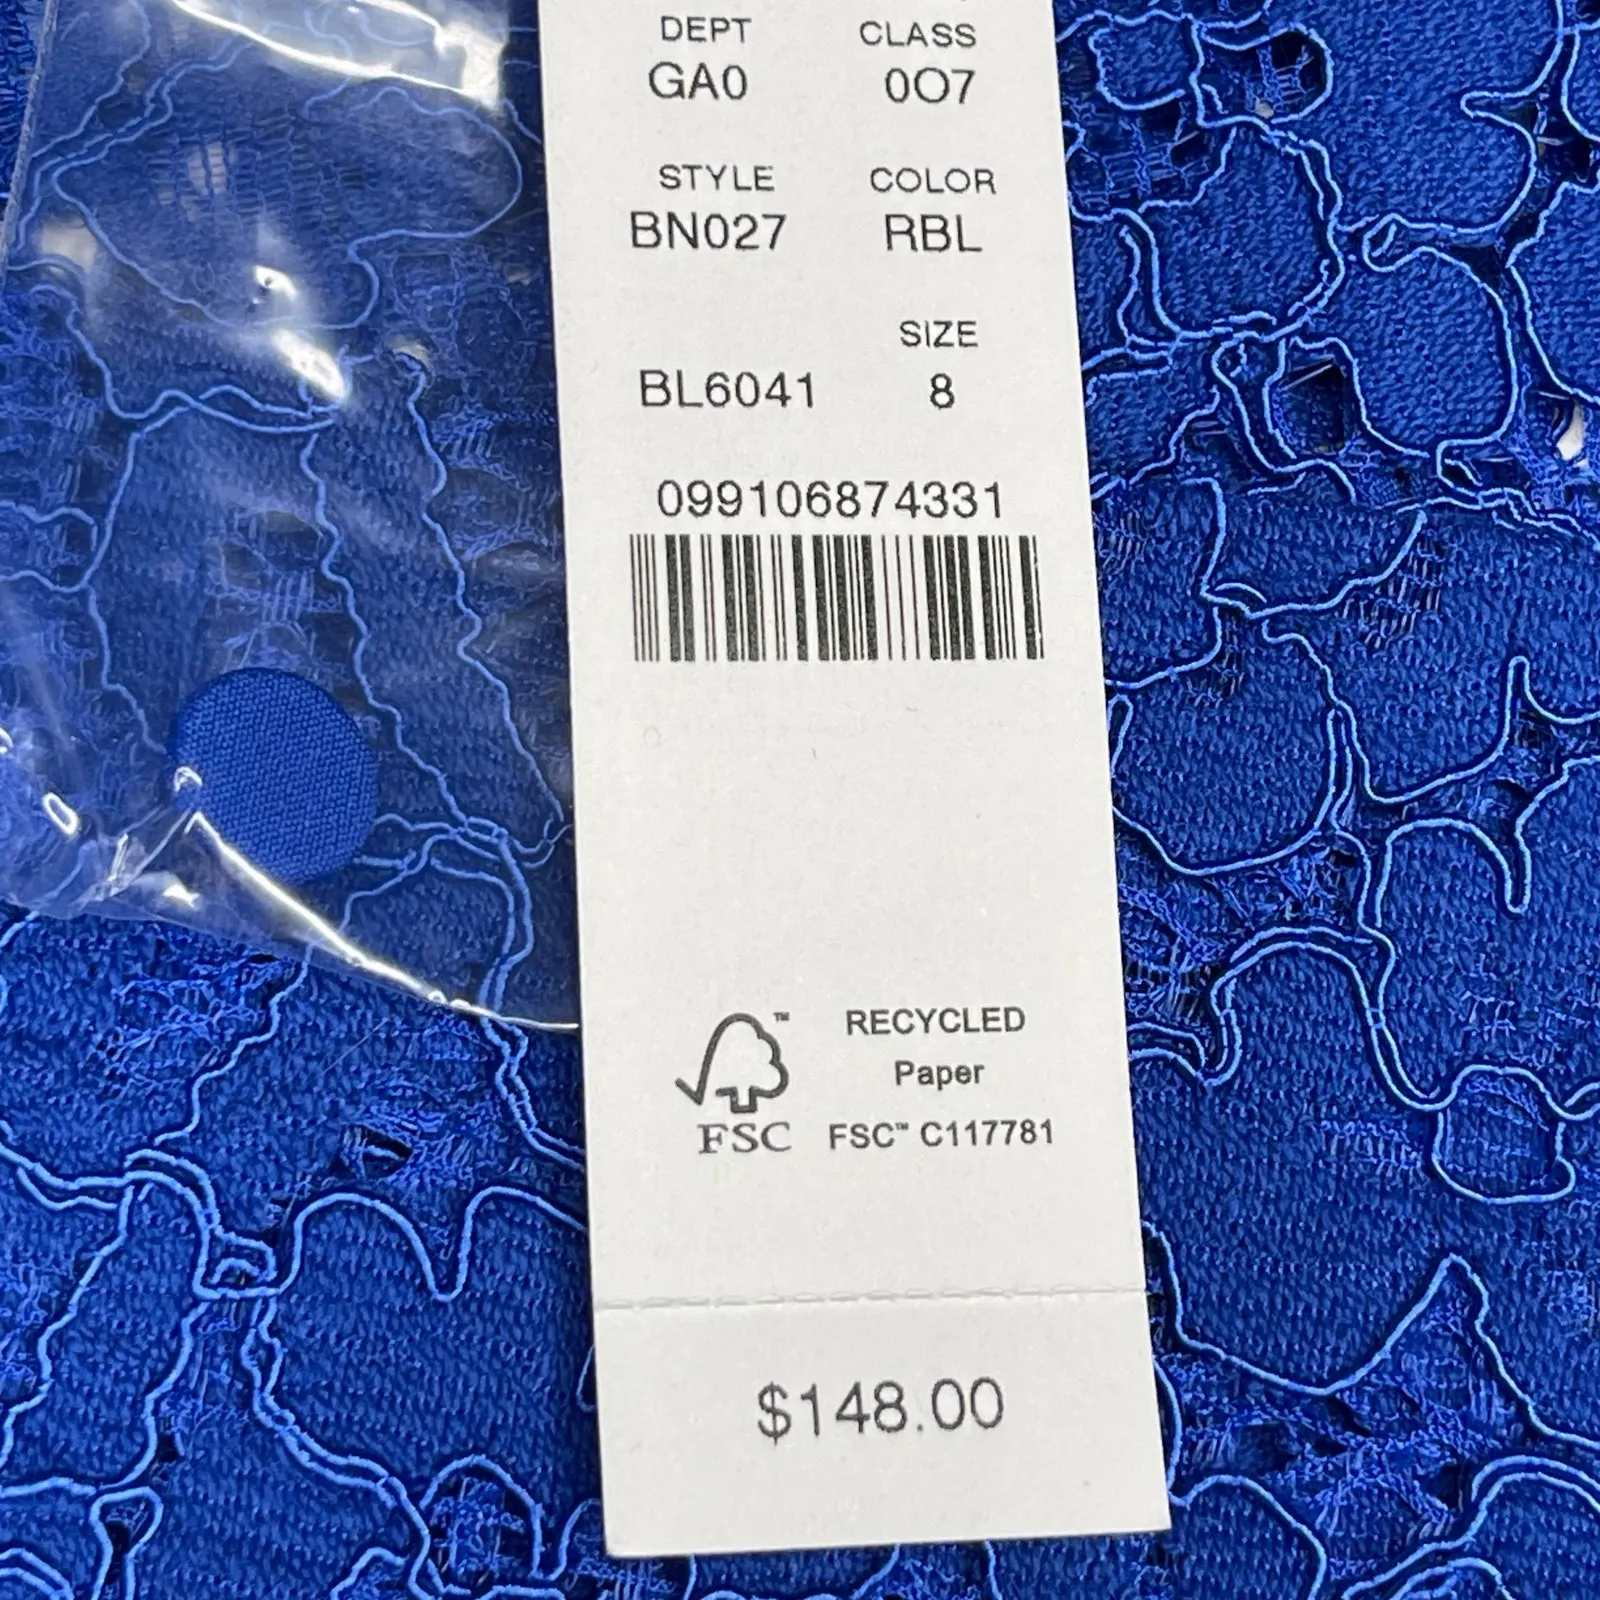 DEPT CLASS
GA0 0O7
STYLE COLOR
BN027 RBL
SIZE
BL6041 8
099106874331
™ RECYCLED
Paper
FSC FSC™ C117781
$148.00